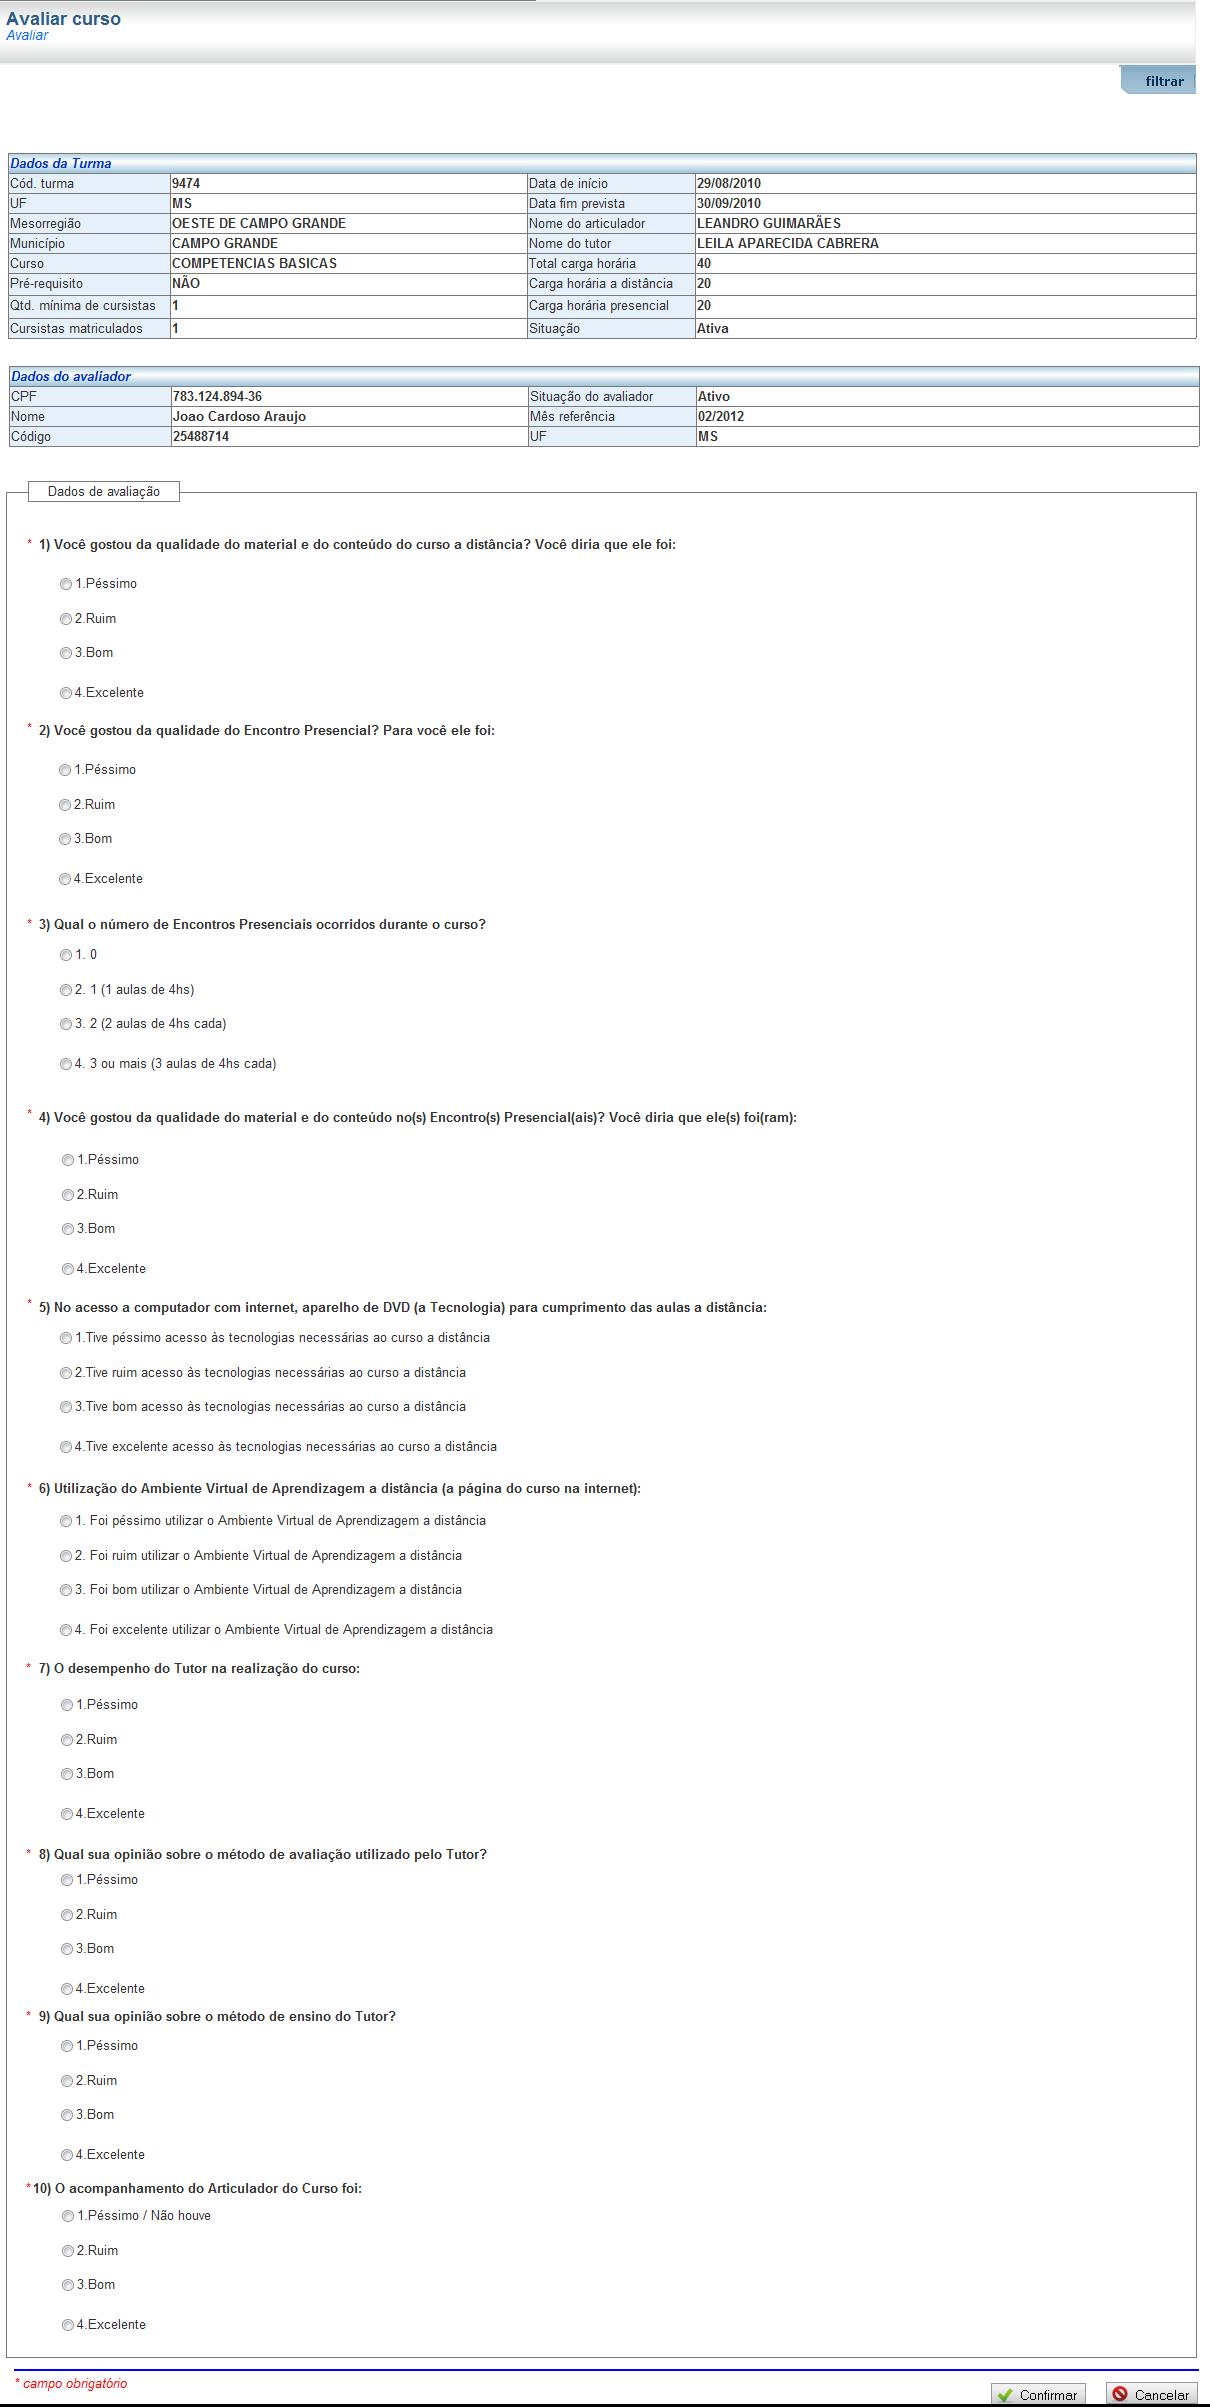 Avaliar curso
Avaliar
filtrar
Dados da Turma
Cód. turma 9474 Data de início 29/08/2010
UF MS Data fim prevista 30/09/2010
Mesorregião OESTE DE CAMPO GRANDE Nome do articulador LEANDRO GUIMARÃES
Município CAMPO GRANDE Nome do tutor LEILA APARECIDA CABRERA
Curso COMPETENCIAS BASICAS Total carga horária 40
Pré-requisito NÃO Carga horária a distância 20
Qtd. mínima de cursistas 1 Carga horária presencial 20
Cursistas matriculados 1 Situação Ativa
Dados do avaliador
CPF 783.124.894-36 Situação do avaliador Ativo
Nome Joao Cardoso Araujo Mês referência 02/2012
Código 25488714 UF MS
Dados de avaliação
* 1) Você gostou da qualidade do material e do conteúdo do curso a distância? Você diria que ele foi:
1.Péssimo
2.Ruim
3.Bom
4.Excelente
* 2) Você gostou da qualidade do Encontro Presencial? Para você ele foi:
1.Péssimo
2.Ruim
3.Bom
4.Excelente
* 3) Qual o número de Encontros Presenciais ocorridos durante o curso?
1. 0
2. 1 (1 aulas de 4hs)
3. 2 (2 aulas de 4hs cada)
4. 3 ou mais (3 aulas de 4hs cada)
* 4) Você gostou da qualidade do material e do conteúdo no(s) Encontro(s) Presencial(ais)? Você diria que ele(s) foi(ram):
1.Péssimo
2.Ruim
3.Bom
4.Excelente
* 5) No acesso a computador com internet, aparelho de DVD (a Tecnologia) para cumprimento das aulas a distância:
1.Tive péssimo acesso às tecnologias necessárias ao curso a distância
2.Tive ruim acesso às tecnologias necessárias ao curso a distância
3.Tive bom acesso às tecnologias necessárias ao curso a distância
4.Tive excelente acesso às tecnologias necessárias ao curso a distância
* 6) Utilização do Ambiente Virtual de Aprendizagem a distância (a página do curso na internet):
1. Foi péssimo utilizar o Ambiente Virtual de Aprendizagem a distância
2. Foi ruim utilizar o Ambiente Virtual de Aprendizagem a distância
3. Foi bom utilizar o Ambiente Virtual de Aprendizagem a distância
4. Foi excelente utilizar o Ambiente Virtual de Aprendizagem a distância
* 7) O desempenho do Tutor na realização do curso:
1.Péssimo
2.Ruim
3.Bom
4.Excelente
* 8) Qual sua opinião sobre o método de avaliação utilizado pelo Tutor?
1.Péssimo
2.Ruim
3.Bom
4.Excelente
* 9) Qual sua opinião sobre o método de ensino do Tutor?
1.Péssimo
2.Ruim
3.Bom
4.Excelente
*10) O acompanhamento do Articulador do Curso foi:
1.Péssimo / Não houve
2.Ruim
3.Bom
4.Excelente
* campo obrigatório
Confirmar Cancelar